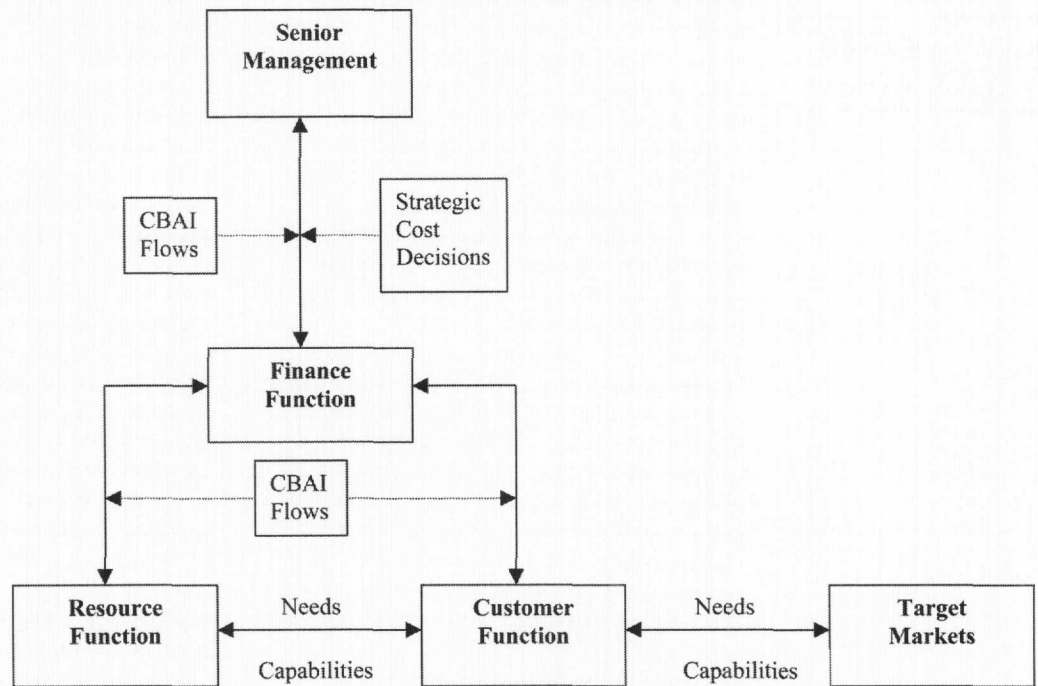 Senior
Management
CBAI
Flows
Strategic
Cost
Decisions
Finance
Function
CBAI
Flows
Resource
Function
Needs
Capabilities
Customer
Function
Needs
Capabilities
Target
Markets